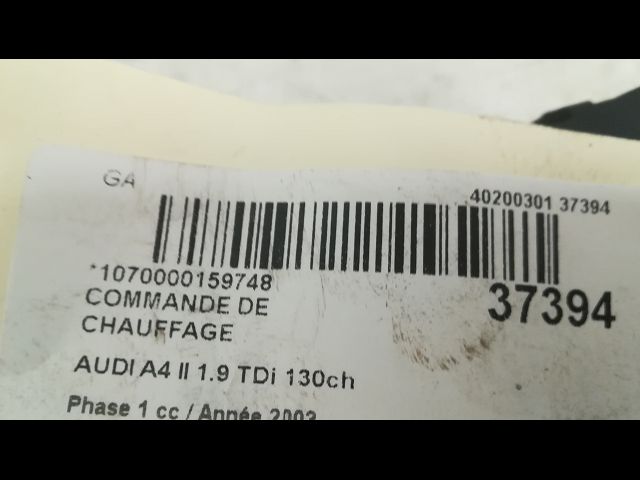 GA
40200301 37394
*1070000159748
37394
COMMANDE DE
CHAUFFAGE
AUDI A4 II 1.9 TDi 130ch
Phase 1 cc / Année 2002